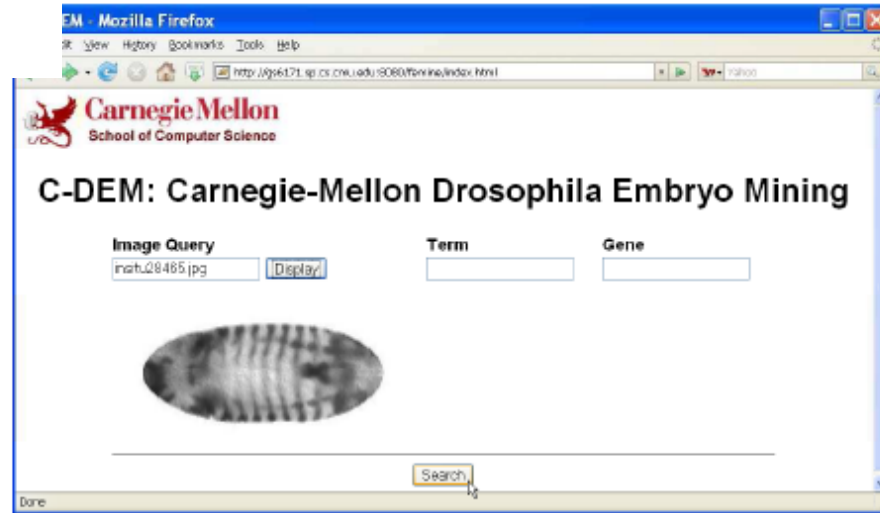 EM - Mozilla Firefox
View History Bookmarks Tools Help
Carnegie Mellon
School of Computer Science
C-DEM: Carnegie-Mellon Drosophila Embryo Mining
Image Query Term Gene
insitu28465.jpg Display
Search
Done